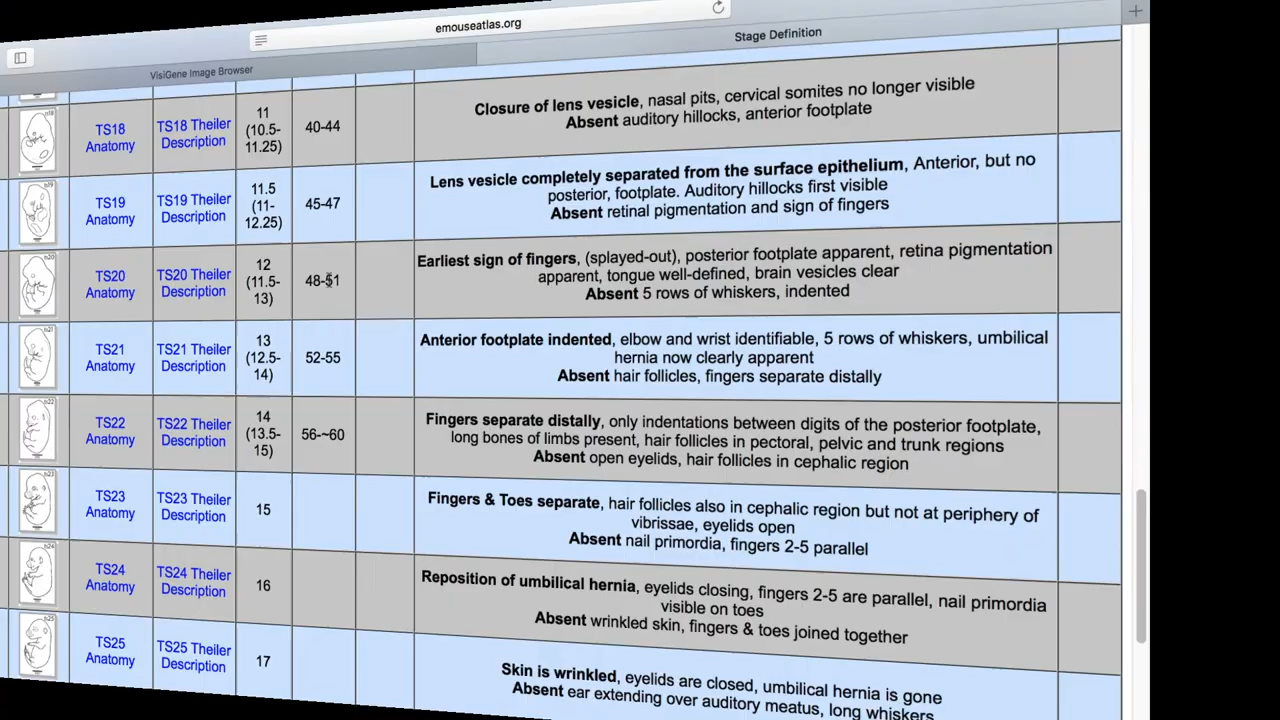 emouseatlas.org
VisiGene Image Browser
Stage Definition
TS18 Anatomy
TS18 Theiler Description
11 (10.5-11.25)
40-44
Closure of lens vesicle, nasal pits, cervical somites no longer visible
Absent auditory hillocks, anterior footplate
TS19 Anatomy
TS19 Theiler Description
11.5 (11-12.25)
45-47
Lens vesicle completely separated from the surface epithelium, Anterior, but no
posterior, footplate. Auditory hillocks first visible
Absent retinal pigmentation and sign of fingers
TS20 Anatomy
TS20 Theiler Description
12 (11.5-13)
48-51
Earliest sign of fingers, (splayed-out), posterior footplate apparent, retina pigmentation
apparent, tongue well-defined, brain vesicles clear
Absent 5 rows of whiskers, indented
TS21 Anatomy
TS21 Theiler Description
13 (12.5-14)
52-55
Anterior footplate indented, elbow and wrist identifiable, 5 rows of whiskers, umbilical
hernia now clearly apparent
Absent hair follicles, fingers separate distally
TS22 Anatomy
TS22 Theiler Description
14 (13.5-15)
56-~60
Fingers separate distally, only indentations between digits of the posterior footplate,
long bones of limbs present, hair follicles in pectoral, pelvic and trunk regions
Absent open eyelids, hair follicles in cephalic region
TS23 Anatomy
TS23 Theiler Description
15
Fingers & Toes separate, hair follicles also in cephalic region but not at periphery of
vibrissae, eyelids open
Absent nail primordia, fingers 2-5 parallel
TS24 Anatomy
TS24 Theiler Description
16
Reposition of umbilical hernia, eyelids closing, fingers 2-5 are parallel, nail primordia
visible on toes
Absent wrinkled skin, fingers & toes joined together
TS25 Anatomy
TS25 Theiler Description
17
Skin is wrinkled, eyelids are closed, umbilical hernia is gone
Absent ear extending over auditory meatus, long whiskers